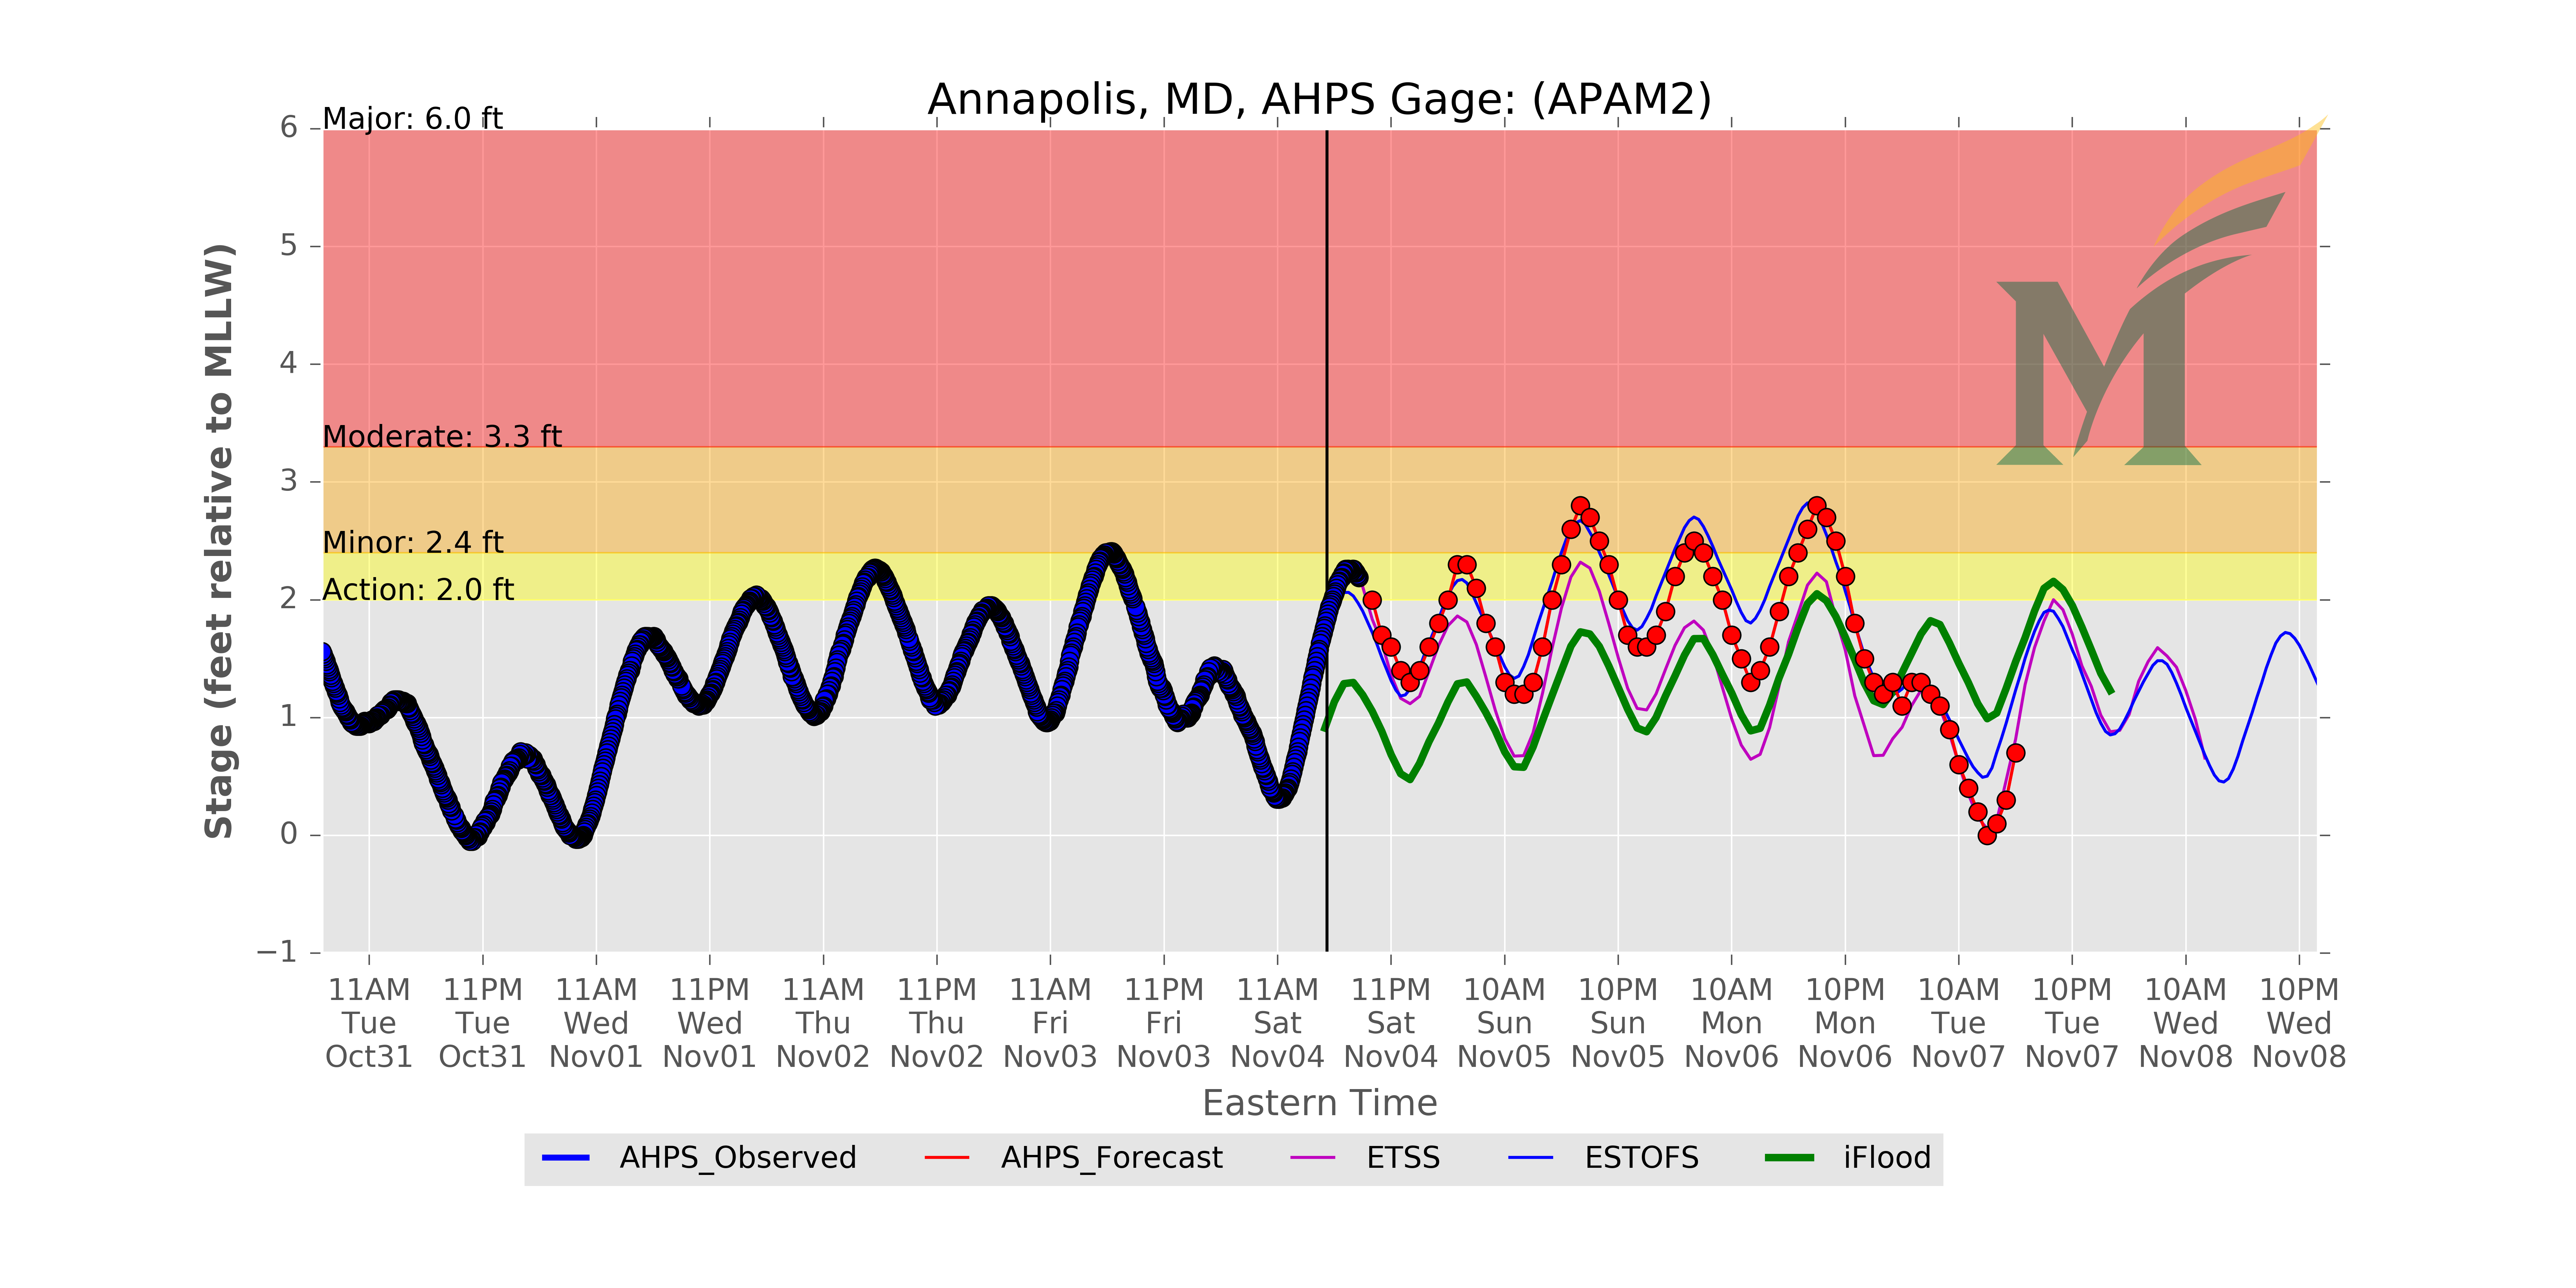 Annapolis, MD, AHPS Gage: (APAM2)
Major: 6.0 ft
Moderate: 3.3 ft
Minor: 2.4 ft
Action: 2.0 ft
6
5
4
3
2
1
0
−1
Stage (feet relative to MLLW)
11AM 11PM 11AM 11PM 11AM 11PM 11AM 11PM 11AM 11PM 10AM 10PM 10AM 10PM 10AM 10PM 10AM 10PM
Tue Tue Wed Wed Thu Thu Fri Fri Sat Sat Sun Sun Mon Mon Tue Tue Wed Wed
Oct31 Oct31 Nov01 Nov01 Nov02 Nov02 Nov03 Nov03 Nov04 Nov04 Nov05 Nov05 Nov06 Nov06 Nov07 Nov07 Nov08 Nov08
Eastern Time
AHPS_Observed AHPS_Forecast ETSS ESTOFS iFlood
M